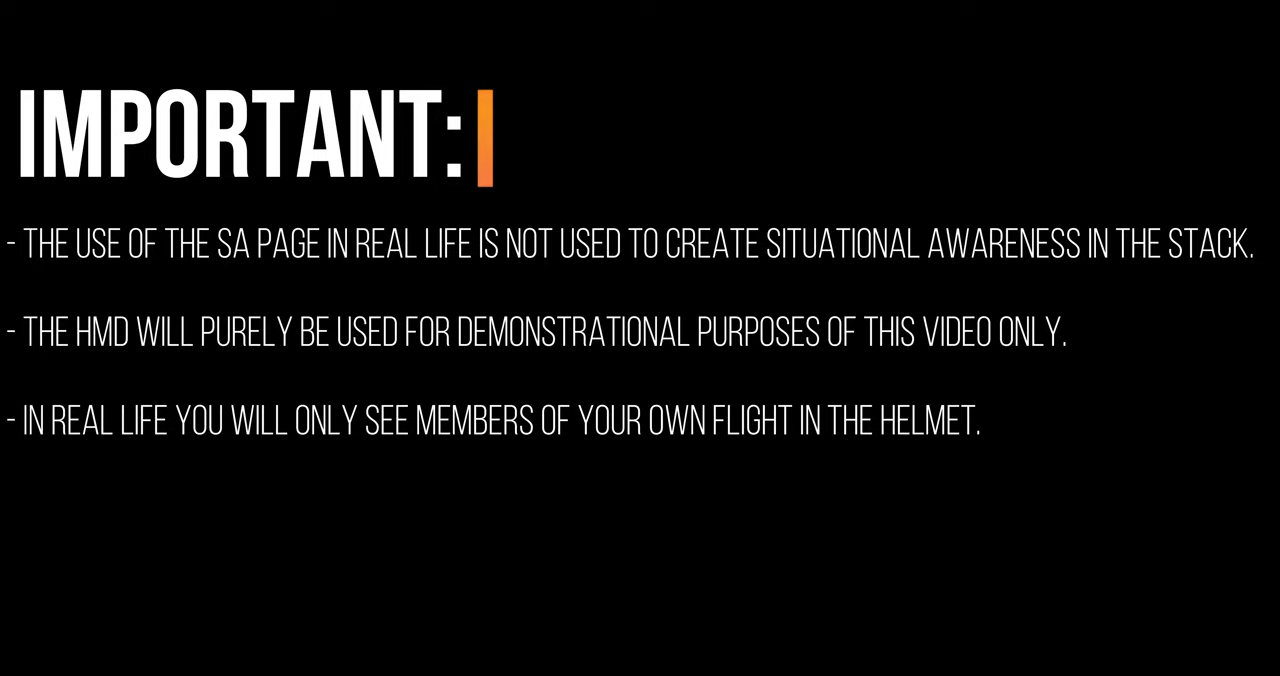 IMPORTANT:
- THE USE OF THE SA PAGE IN REAL LIFE IS NOT USED TO CREATE SITUATIONAL AWARENESS IN THE STACK.
- THE HMD WILL PURELY BE USED FOR DEMONSTRATIONAL PURPOSES OF THIS VIDEO ONLY.
- IN REAL LIFE YOU WILL ONLY SEE MEMBERS OF YOUR OWN FLIGHT IN THE HELMET.